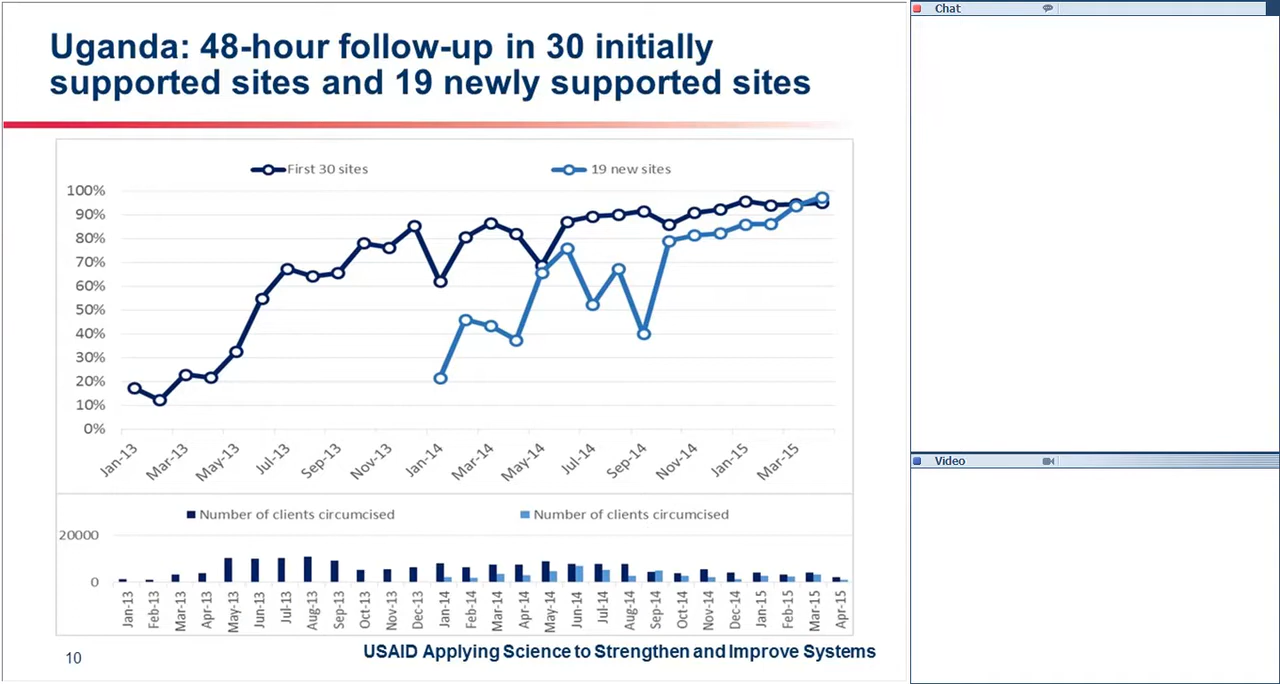 Uganda: 48-hour follow-up in 30 initially
supported sites and 19 newly supported sites
First 30 sites
19 new sites
100%
90%
80%
70%
60%
50%
40%
30%
20%
10%
0%
Jan-13
Mar-13
May-13
Jul-13
Sep-13
Nov-13
Jan-14
Mar-14
May-14
Jul-14
Sep-14
Nov-14
Jan-15
Mar-15
Number of clients circumcised
Number of clients circumcised
20000
0
Jan-13
Feb-13
Mar-13
Apr-13
May-13
Jun-13
Jul-13
Aug-13
Sep-13
Oct-13
Nov-13
Dec-13
Jan-14
Feb-14
Mar-14
Apr-14
May-14
Jun-14
Jul-14
Aug-14
Sep-14
Oct-14
Nov-14
Dec-14
Jan-15
Feb-15
Mar-15
Apr-15
10
USAID Applying Science to Strengthen and Improve Systems
Chat
Video